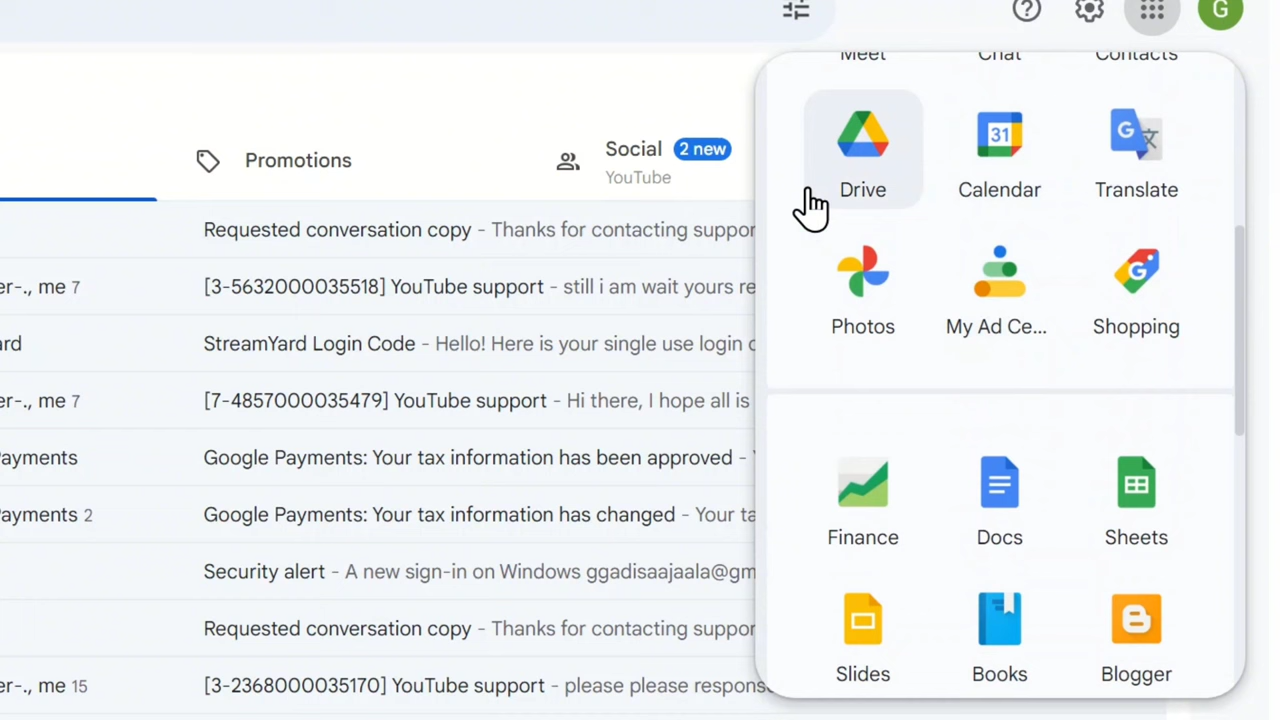 G
Promotions
Social 2 new
YouTube
Requested conversation copy - Thanks for contacting suppor
er-., me 7 [3-5632000035518] YouTube support - still i am wait yours re
ard StreamYard Login Code - Hello! Here is your single use login c
er-., me 7 [7-4857000035479] YouTube support - Hi there, I hope all is
ayments Google Payments: Your tax information has been approved -
ayments 2 Google Payments: Your tax information has changed - Your ta
Security alert - A new sign-in on Windows ggadisaajaala@gm
Requested conversation copy - Thanks for contacting suppor
er-., me 15 [3-2368000035170] YouTube support - please please respons
Meet Chat Contacts
31 G
Drive Calendar Translate
G
Photos My Ad Ce... Shopping
Finance Docs Sheets
Slides Books Blogger